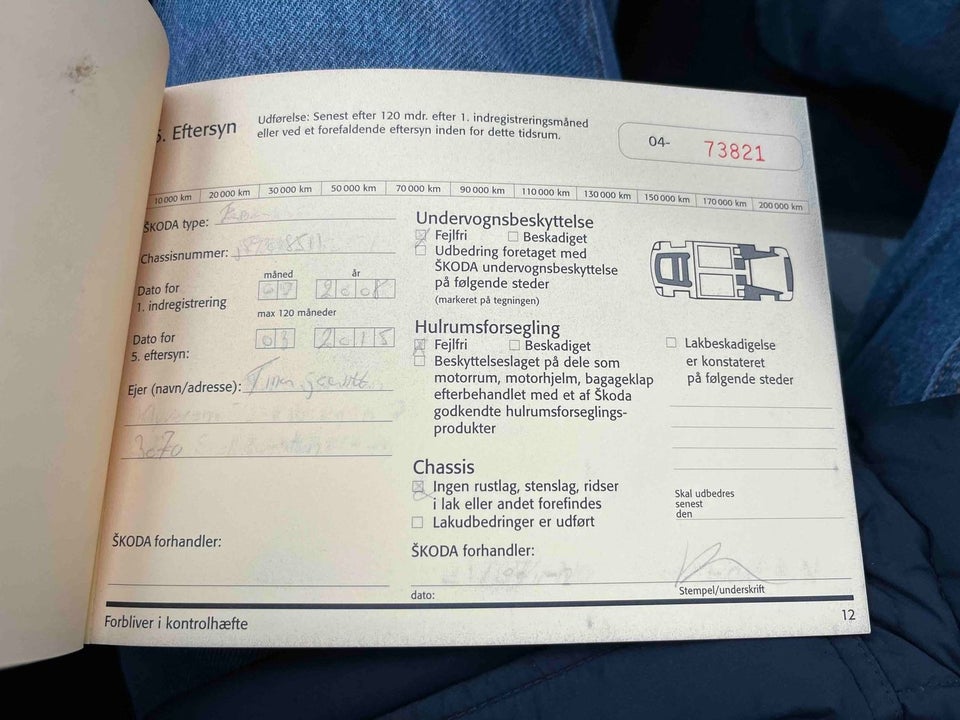 5. Eftersyn
Udførelse: Senest efter 120 mdr. efter 1. indregistreringsmåned
eller ved et forefaldende eftersyn inden for dette tidsrum.
04- 73821
10 000 km 20 000 km 30 000 km 50 000 km 70 000 km 90 000 km 110 000 km 130 000 km 150 000 km 170 000 km 200 000 km
ŠKODA type:
Chassisnummer:
måned år
Dato for
1. indregistrering
2008
max 120 måneder
Dato for
5. eftersyn:
03 2015
Ejer (navn/adresse):
3070
ŠKODA forhandler:
Undervognsbeskyttelse
Fejlfri Beskadiget
Udbedring foretaget med
ŠKODA undervognsbeskyttelse
på følgende steder
(markeret på tegningen)
Hulrumsforsegling
Fejlfri Beskadiget
Beskyttelseslaget på dele som
motorrum, motorhjelm, bagageklap
efterbehandlet med et af Škoda
godkendte hulrumsforseglings-
produkter
Lakbeskadigelse
er konstateret
på følgende steder
Chassis
Ingen rustlag, stenslag, ridser
i lak eller andet forefindes
Lakudbedringer er udført
Skal udbedres
senest
den
ŠKODA forhandler:
dato:
Stempel/underskrift
Forbliver i kontrolhæfte
12